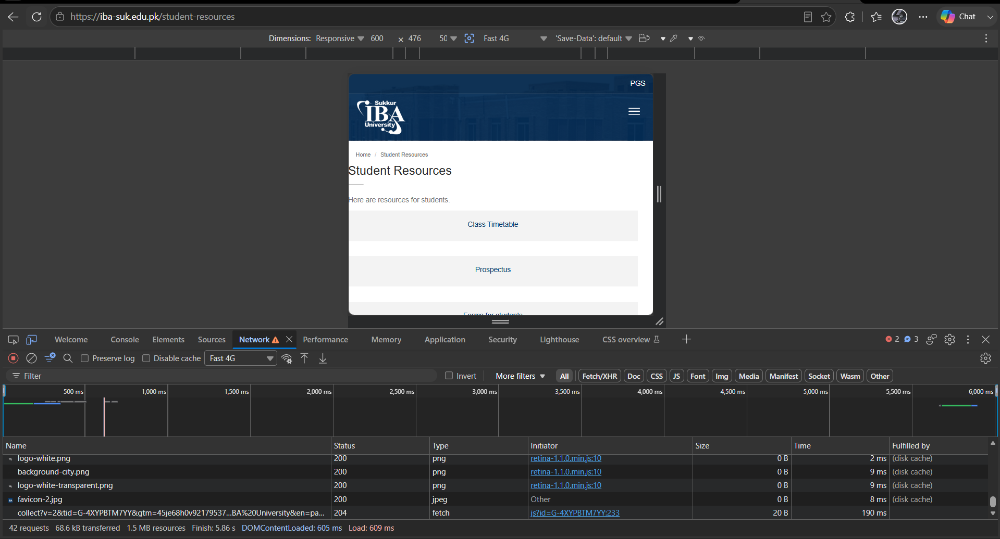 https://iba-suk.edu.pk/student-resources
Chat
Dimensions: Responsive 600 × 476 50 Fast 4G 'Save-Data': default
PGS
Sukkur
IBA
University
Home / Student Resources
Student Resources
Here are resources for students.
Class Timetable
Prospectus
Forms for students
Welcome Console Elements Sources Network Performance Memory Application Security Lighthouse CSS overview 2 3
Preserve log Disable cache Fast 4G
Filter Invert More filters All Fetch/XHR Doc CSS JS Font Img Media Manifest Socket Wasm Other
500 ms 1,000 ms 1,500 ms 2,000 ms 2,500 ms 3,000 ms 3,500 ms 4,000 ms 4,500 ms 5,000 ms 5,500 ms 6,000 ms
Name Status Type Initiator Size Time Fulfilled by
logo-white.png 200 png retina-1.1.0.min.js:10 0 B 2 ms (disk cache)
background-city.png 200 png retina-1.1.0.min.js:10 0 B 9 ms (disk cache)
logo-white-transparent.png 200 png retina-1.1.0.min.js:10 0 B 9 ms (disk cache)
favicon-2.jpg 200 jpeg Other 0 B 8 ms (disk cache)
collect?v=2&tid=G-4XYPBTM7YY&gtm=45je68h0v92179537...BA%20University&en=pa... 204 fetch js?id=G-4XYPBTM7YY:233 20 B 190 ms
42 requests 68.6 kB transferred 1.5 MB resources Finish: 5.86 s DOMContentLoaded: 605 ms Load: 609 ms